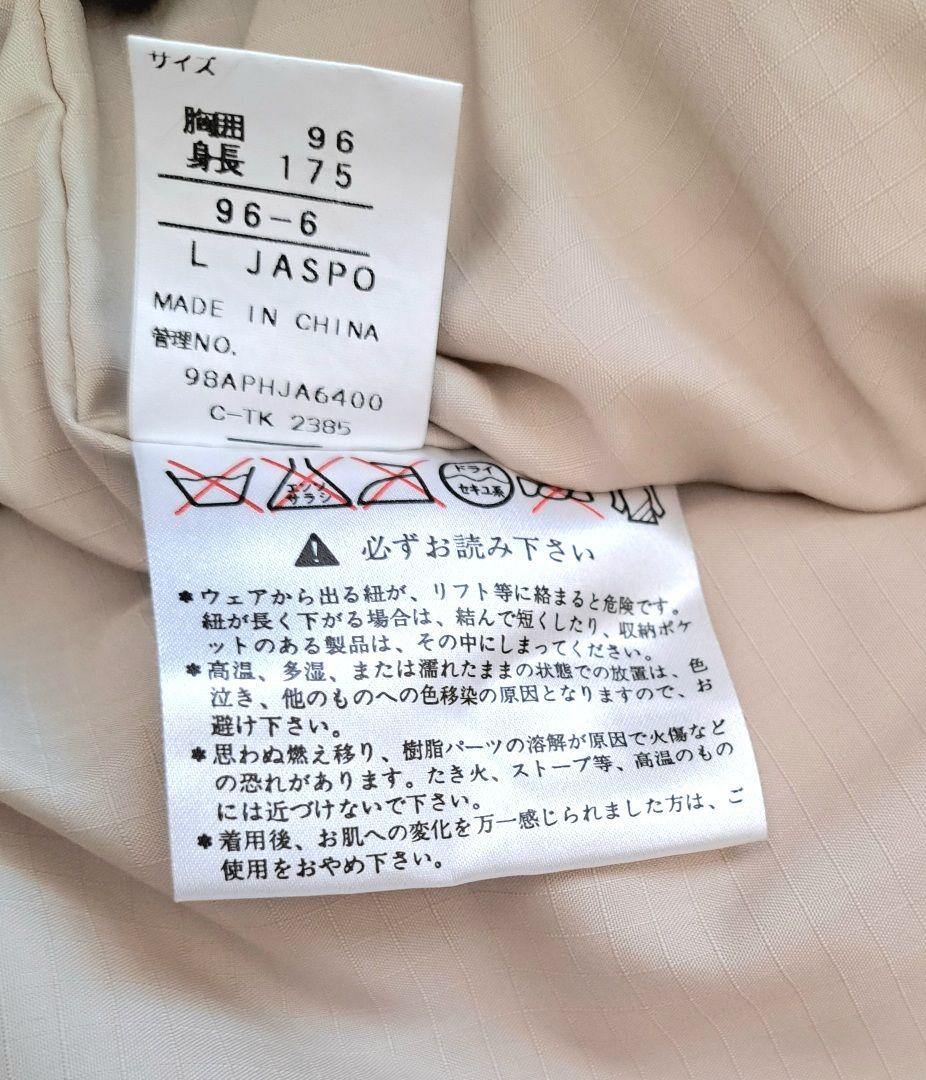 サイズ
胸囲 96
身長 175
96-6
L JASPO
MADE IN CHINA
管理NO.
98APHJA6400
C-TK 2385
エンソ
サラシ
ドライ
セキユ系
必ずお読み下さい
＊ウェアから出る紐が、リフト等に絡まると危険です。
紐が長く下がる場合は、結んで短くしたり、収納ポケ
ットのある製品は、その中にしまってください。
＊高温、多湿、または濡れたままの状態での放置は、色
泣き、他のものへの色移染の原因となりますので、お
避け下さい。
＊思わぬ燃え移り、樹脂パーツの溶解が原因で火傷など
の恐れがあります。たき火、ストーブ等、高温のもの
には近づけないで下さい。
＊着用後、お肌への変化を万一感じられました方は、ご
使用をおやめ下さい。